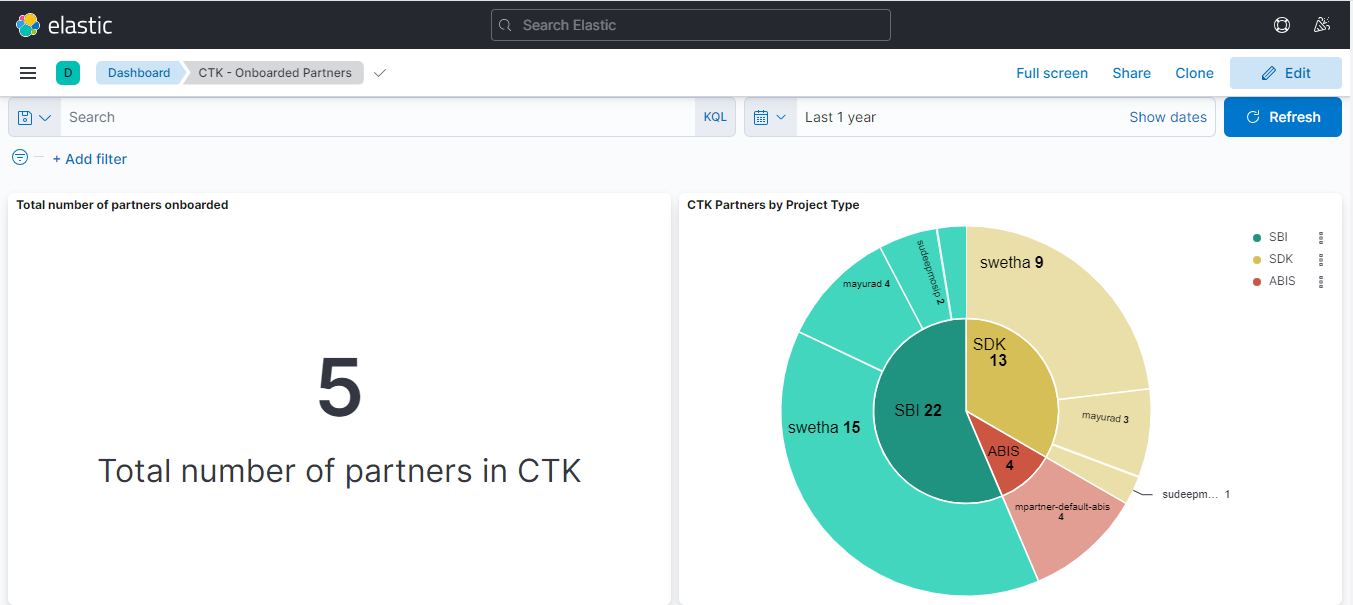 elastic
Search Elastic
D
Dashboard
CTK - Onboarded Partners
Full screen
Share
Clone
Edit
Search
KQL
Last 1 year
Show dates
Refresh
+ Add filter
Total number of partners onboarded
5
Total number of partners in CTK
CTK Partners by Project Type
SBI
SDK
ABIS
swetha 9
mayurad 3
sudeepm... 1
mpartner-default-abis
4
swetha 15
mayurad 4
sudeepmosip 2
SDK
13
SBI 22
ABIS
4